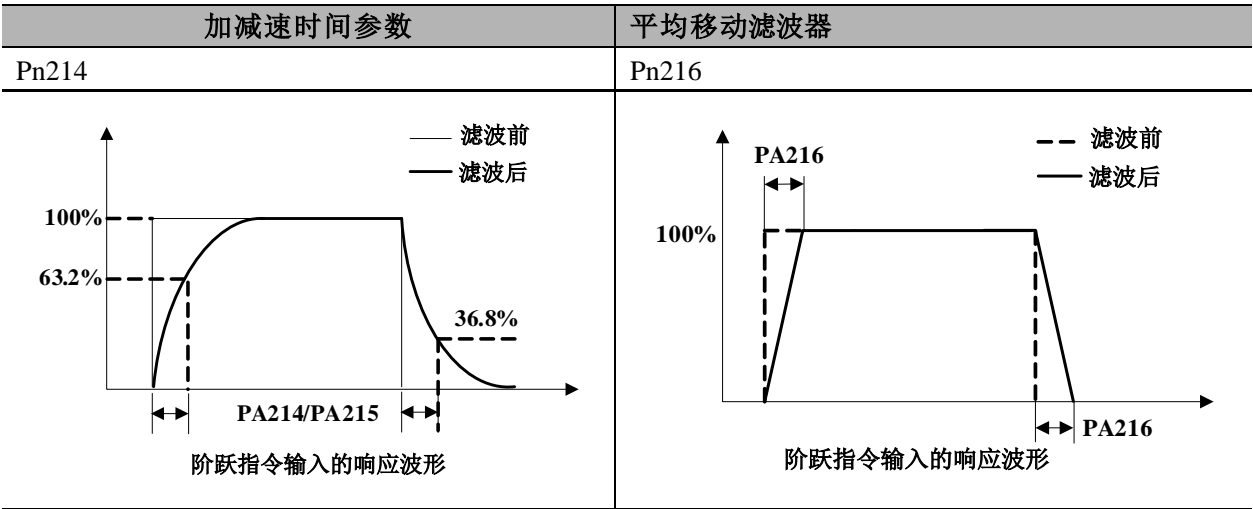 加减速时间参数
平均移动滤波器
Pn214
Pn216
滤波前
滤波后
100%
63.2%
36.8%
PA214/PA215
阶跃指令输入的响应波形
PA216
滤波前
滤波后
100%
PA216
阶跃指令输入的响应波形